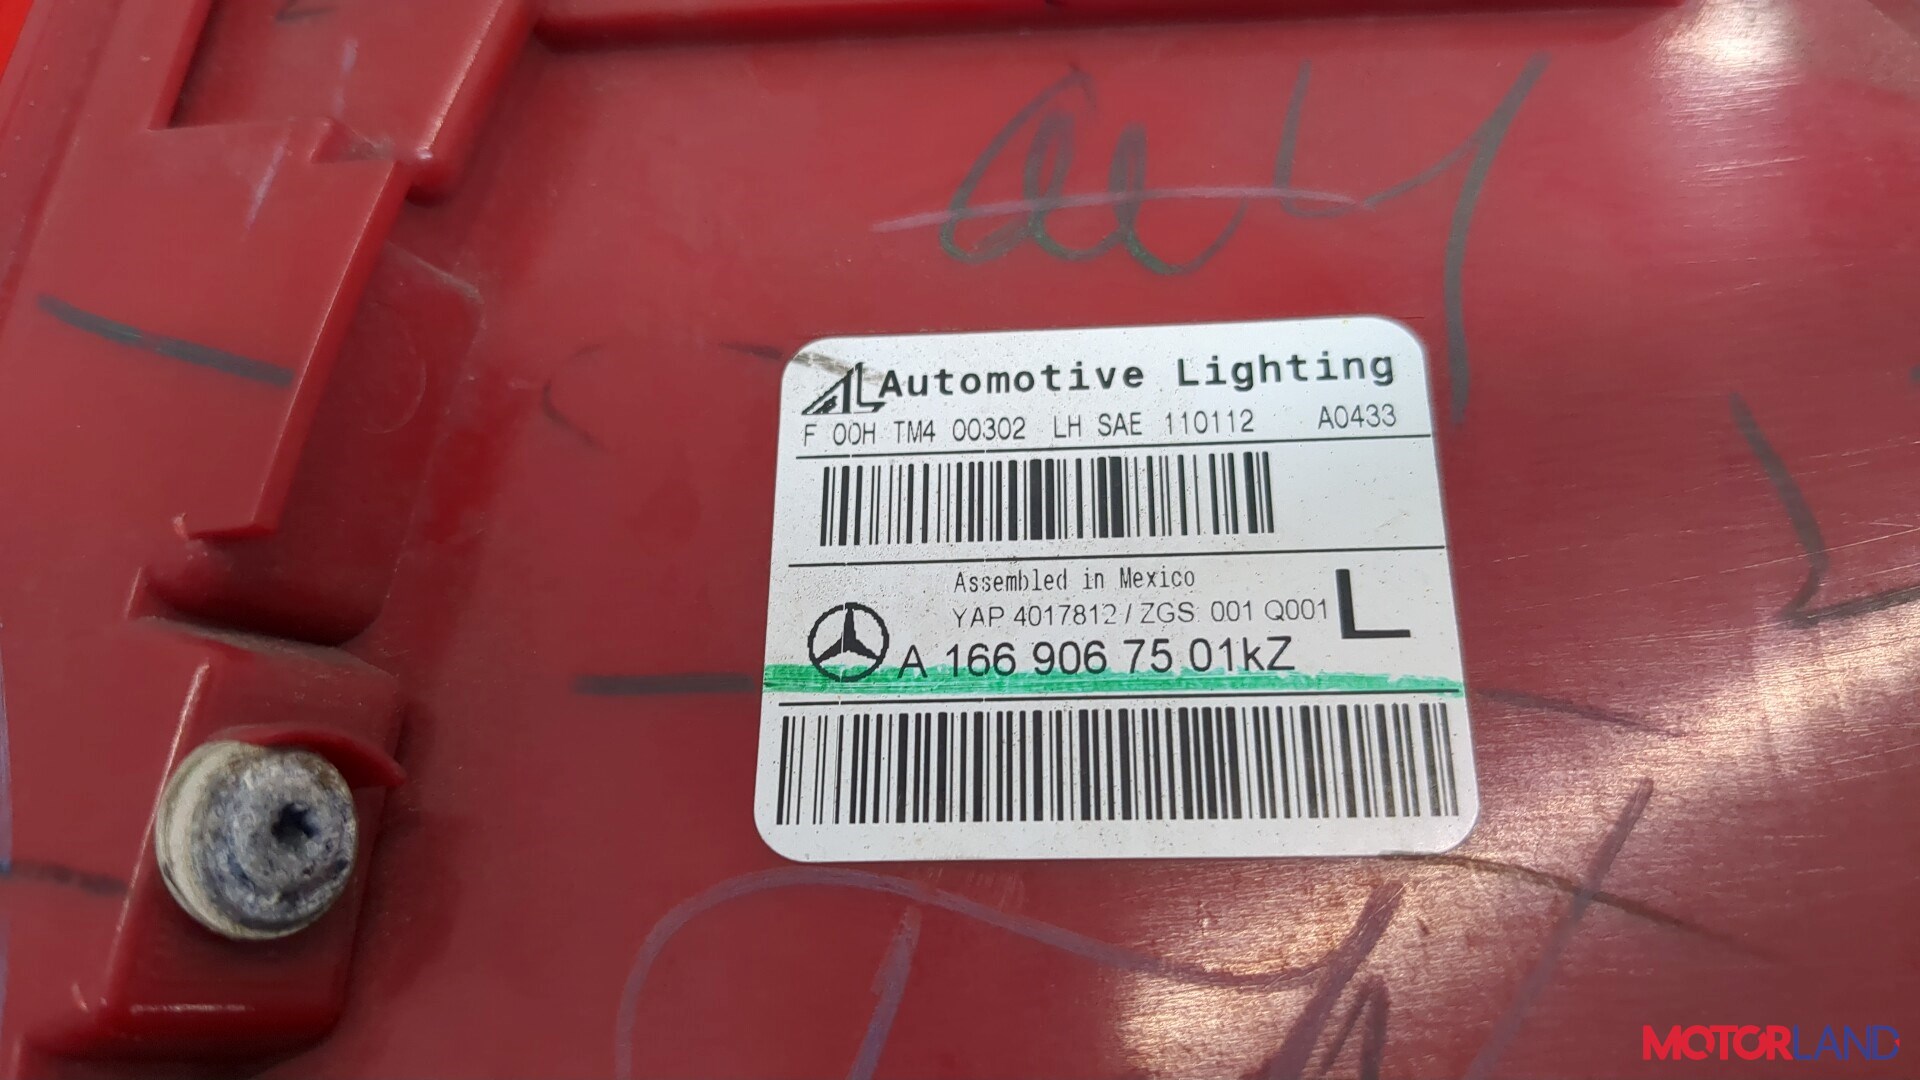 AL Automotive Lighting
F 00H TM4 00302 LH SAE 110112 A0433
Assembled in Mexico
YAP 4017812 / ZGS 001 Q001 L
A 166 906 75 01kZ
MOTORLAND